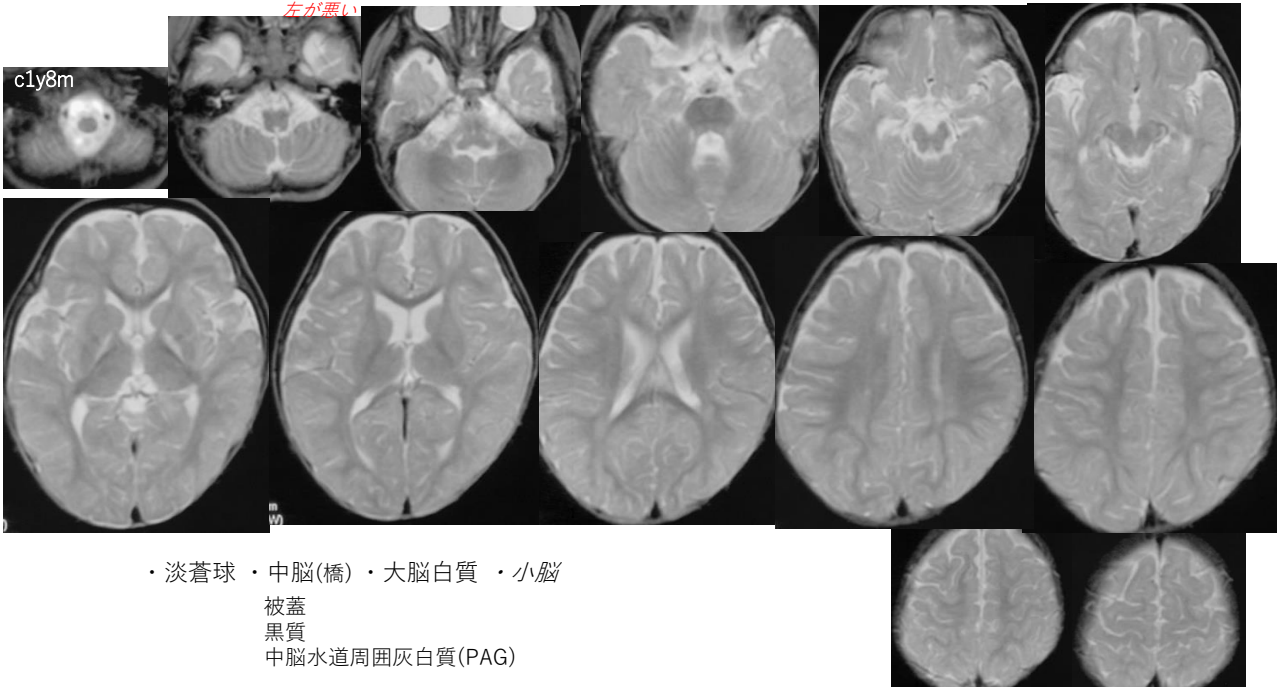 左が悪い
c1y8m
・淡蒼球 ・中脳(橋) ・大脳白質 ・小脳
被蓋
黒質
中脳水道周囲灰白質(PAG)